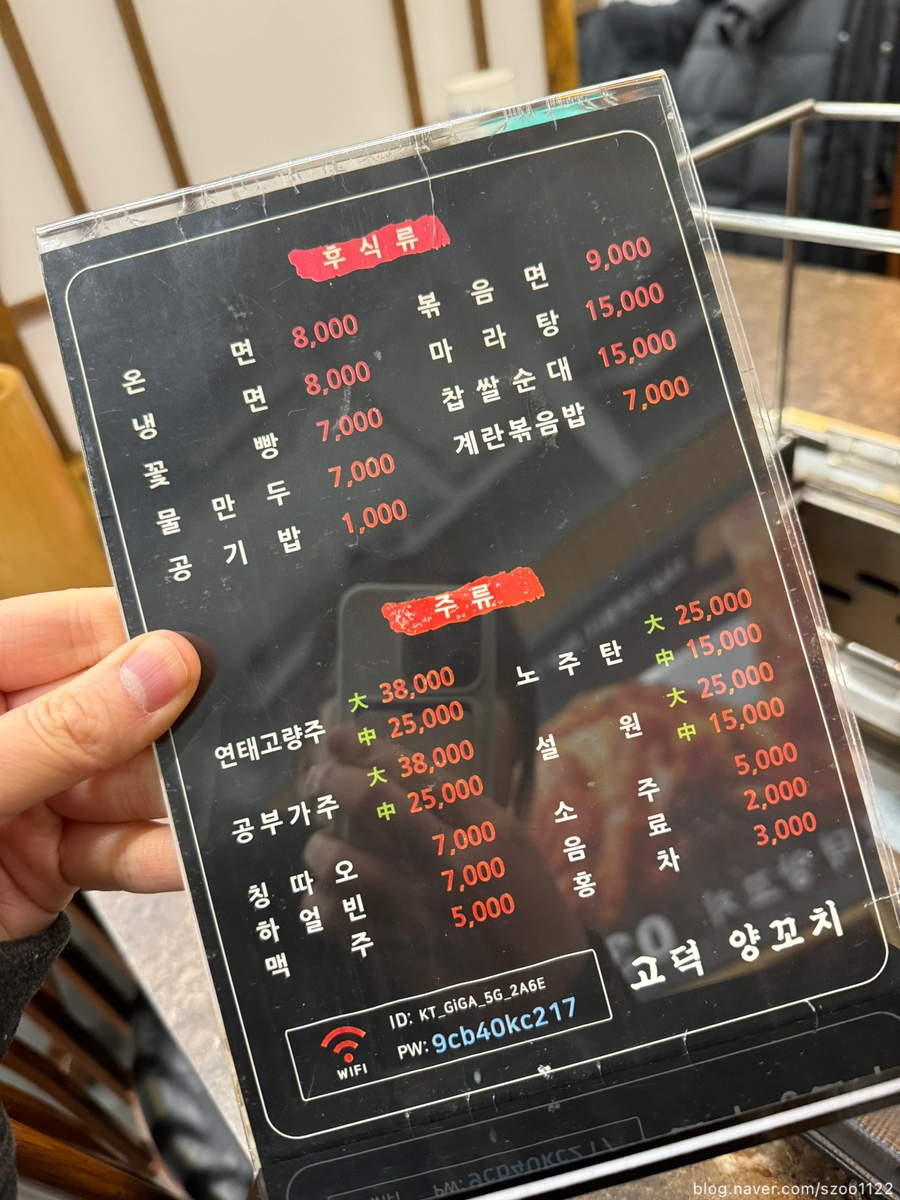 후식류
온면 8,000
냉면 8,000
꽃빵 7,000
물만두 7,000
공기밥 1,000
볶음면 9,000
마라탕 15,000
찹쌀순대 15,000
계란볶음밥 7,000
주류
연태고량주 大 38,000
中 25,000
공부가주 大 38,000
中 25,000
칭따오 7,000
하얼빈 7,000
맥주 5,000
노주탄 大 25,000
中 15,000
설원 大 25,000
中 15,000
소주 5,000
음료 2,000
홍차 3,000
고덕 양꼬치
WIFI
ID: KT_GiGA_5G_2A6E
PW: 9cb40kc217
blog.naver.com/szoo1122